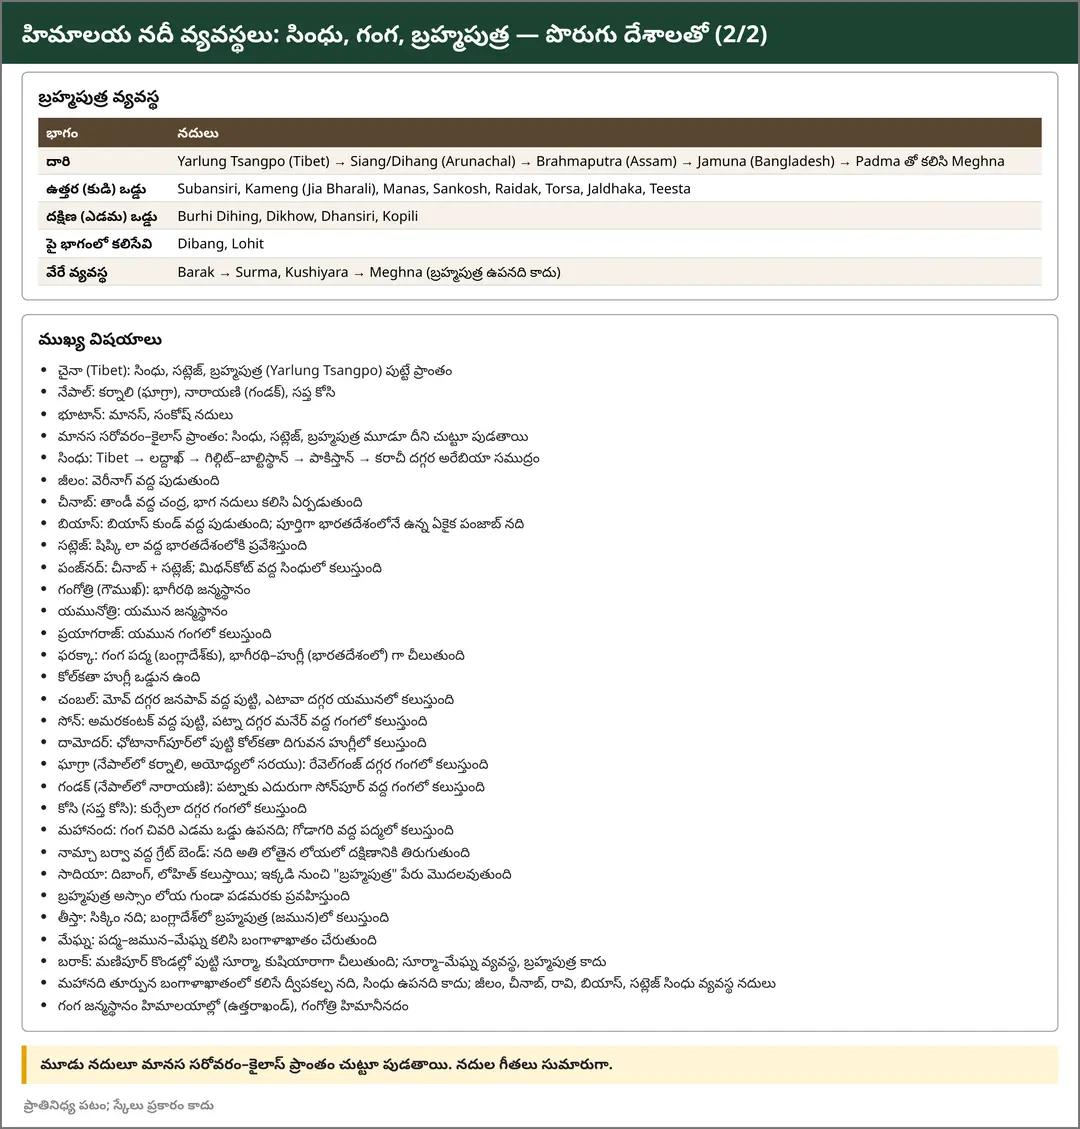 హిమాలయ నదీ వ్యవస్థలు: సింధు, గంగ, బ్రహ్మపుత్ర — పొరుగు దేశాలతో (2/2)
బ్రహ్మపుత్ర వ్యవస్థ
భాగం నదులు
దారి Yarlung Tsangpo (Tibet) → Siang/Dihang (Arunachal) → Brahmaputra (Assam) → Jamuna (Bangladesh) → Padma తో కలిసి Meghna
ఉత్తర (కుడి) ఒడ్డు Subansiri, Kameng (Jia Bharali), Manas, Sankosh, Raidak, Torsa, Jaldhaka, Teesta
దక్షిణ (ఎడమ) ఒడ్డు Burhi Dihing, Dikhow, Dhansiri, Kopili
పై భాగంలో కలిసేవి Dibang, Lohit
వేరే వ్యవస్థ Barak → Surma, Kushiyara → Meghna (బ్రహ్మపుత్ర ఉపనది కాదు)
ముఖ్య విషయాలు
• చైనా (Tibet): సింధు, సట్లెజ్, బ్రహ్మపుత్ర (Yarlung Tsangpo) పుట్టే ప్రాంతం
• నేపాల్: కర్నాలి (ఘాగ్రా), నారాయణి (గండక్), సప్త కోసి
• భూటాన్: మానస్, సంకోష్ నదులు
• మానస సరోవరం–కైలాస్ ప్రాంతం: సింధు, సట్లెజ్, బ్రహ్మపుత్ర మూడూ దీని చుట్టూ పుడతాయి
• సింధు: Tibet → లద్దాఖ్ → గిల్గిట్–బాల్టిస్థాన్ → పాకిస్తాన్ → కరాచీ దగ్గర అరేబియా సముద్రం
• జీలం: వెరీనాగ్ వద్ద పుడుతుంది
• చీనాబ్: తాండీ వద్ద చంద్ర, భాగ నదులు కలిసి ఏర్పడుతుంది
• బియాస్: బియాస్ కుండ్ వద్ద పుడుతుంది; పూర్తిగా భారతదేశంలోనే ఉన్న ఏకైక పంజాబ్ నది
• సట్లెజ్: షిప్కి లా వద్ద భారతదేశంలోకి ప్రవేశిస్తుంది
• పంజ్‌నద్: చీనాబ్ + సట్లెజ్; మిథన్‌కోట్ వద్ద సింధులో కలుస్తుంది
• గంగోత్రి (గౌముఖ్): భాగీరథి జన్మస్థానం
• యమునోత్రి: యమున జన్మస్థానం
• ప్రయాగరాజ్: యమున గంగలో కలుస్తుంది
• ఫరక్కా: గంగ పద్మ (బంగ్లాదేశ్‌కు), భాగీరథి–హుగ్లీ (భారతదేశంలో) గా చీలుతుంది
• కోల్‌కతా హుగ్లీ ఒడ్డున ఉంది
• చంబల్: మోవ్ దగ్గర జనపావ్ వద్ద పుట్టి, ఎటావా దగ్గర యమునలో కలుస్తుంది
• సోన్: అమరకంటక్ వద్ద పుట్టి, పట్నా దగ్గర మనేర్ వద్ద గంగలో కలుస్తుంది
• దామోదర్: ఛోటానాగ్‌పూర్‌లో పుట్టి కోల్‌కతా దిగువన హుగ్లీలో కలుస్తుంది
• ఘాగ్రా (నేపాల్‌లో కర్నాలి, అయోధ్యలో సరయు): రేవెల్‌గంజ్ దగ్గర గంగలో కలుస్తుంది
• గండక్ (నేపాల్‌లో నారాయణి): పట్నాకు ఎదురుగా సోన్‌పూర్ వద్ద గంగలో కలుస్తుంది
• కోసి (సప్త కోసి): కుర్సేలా దగ్గర గంగలో కలుస్తుంది
• మహానంద: గంగ చివరి ఎడమ ఒడ్డు ఉపనది; గోడాగరి వద్ద పద్మలో కలుస్తుంది
• నామ్చా బర్వా వద్ద గ్రేట్ బెండ్: నది అతి లోతైన లోయలో దక్షిణానికి తిరుగుతుంది
• సాదియా: దిబాంగ్, లోహిత్ కలుస్తాయి; ఇక్కడి నుంచి "బ్రహ్మపుత్ర" పేరు మొదలవుతుంది
• బ్రహ్మపుత్ర అస్సాం లోయ గుండా పడమరకు ప్రవహిస్తుంది
• తీస్తా: సిక్కిం నది; బంగ్లాదేశ్‌లో బ్రహ్మపుత్ర (జమున)లో కలుస్తుంది
• మేఘ్న: పద్మ–జమున–మేఘ్న కలిసి బంగాళాఖాతం చేరుతుంది
• బరాక్: మణిపూర్ కొండల్లో పుట్టి సూర్మా, కుషియారాగా చీలుతుంది; సూర్మా–మేఘ్న వ్యవస్థ, బ్రహ్మపుత్ర కాదు
• మహానది తూర్పున బంగాళాఖాతంలో కలిసే ద్వీపకల్ప నది, సింధు ఉపనది కాదు; జీలం, చీనాబ్, రావి, బియాస్, సట్లెజ్ సింధు వ్యవస్థ నదులు
• గంగ జన్మస్థానం హిమాలయాల్లో (ఉత్తరాఖండ్), గంగోత్రి హిమానీనదం
మూడు నదులూ మానస సరోవరం–కైలాస్ ప్రాంతం చుట్టూ పుడతాయి. నదుల గీతలు సుమారుగా.
ప్రాతినిధ్య పటం; స్కేలు ప్రకారం కాదు